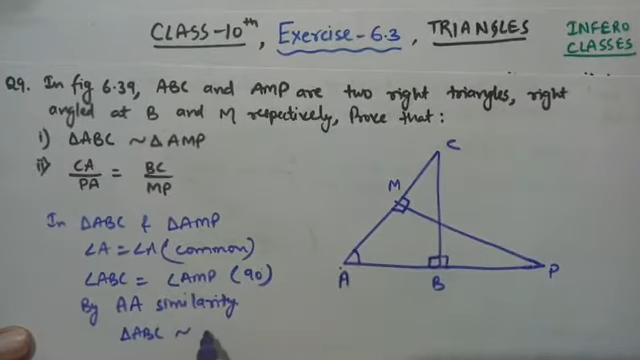 CLASS-10th, Exercise-6.3, TRIANGLES
INFERO
CLASSES
Q9. In fig 6.39, ABC and AMP are two right triangles, right
angled at B and M respectively, Prove that:
i) ΔABC ~ ΔAMP
ii) CA/PA = BC/MP
In ΔABC & ΔAMP
∠A = ∠A (common)
∠ABC = ∠AMP (90)
By AA similarity
ΔABC ~
C
M
A
B
P